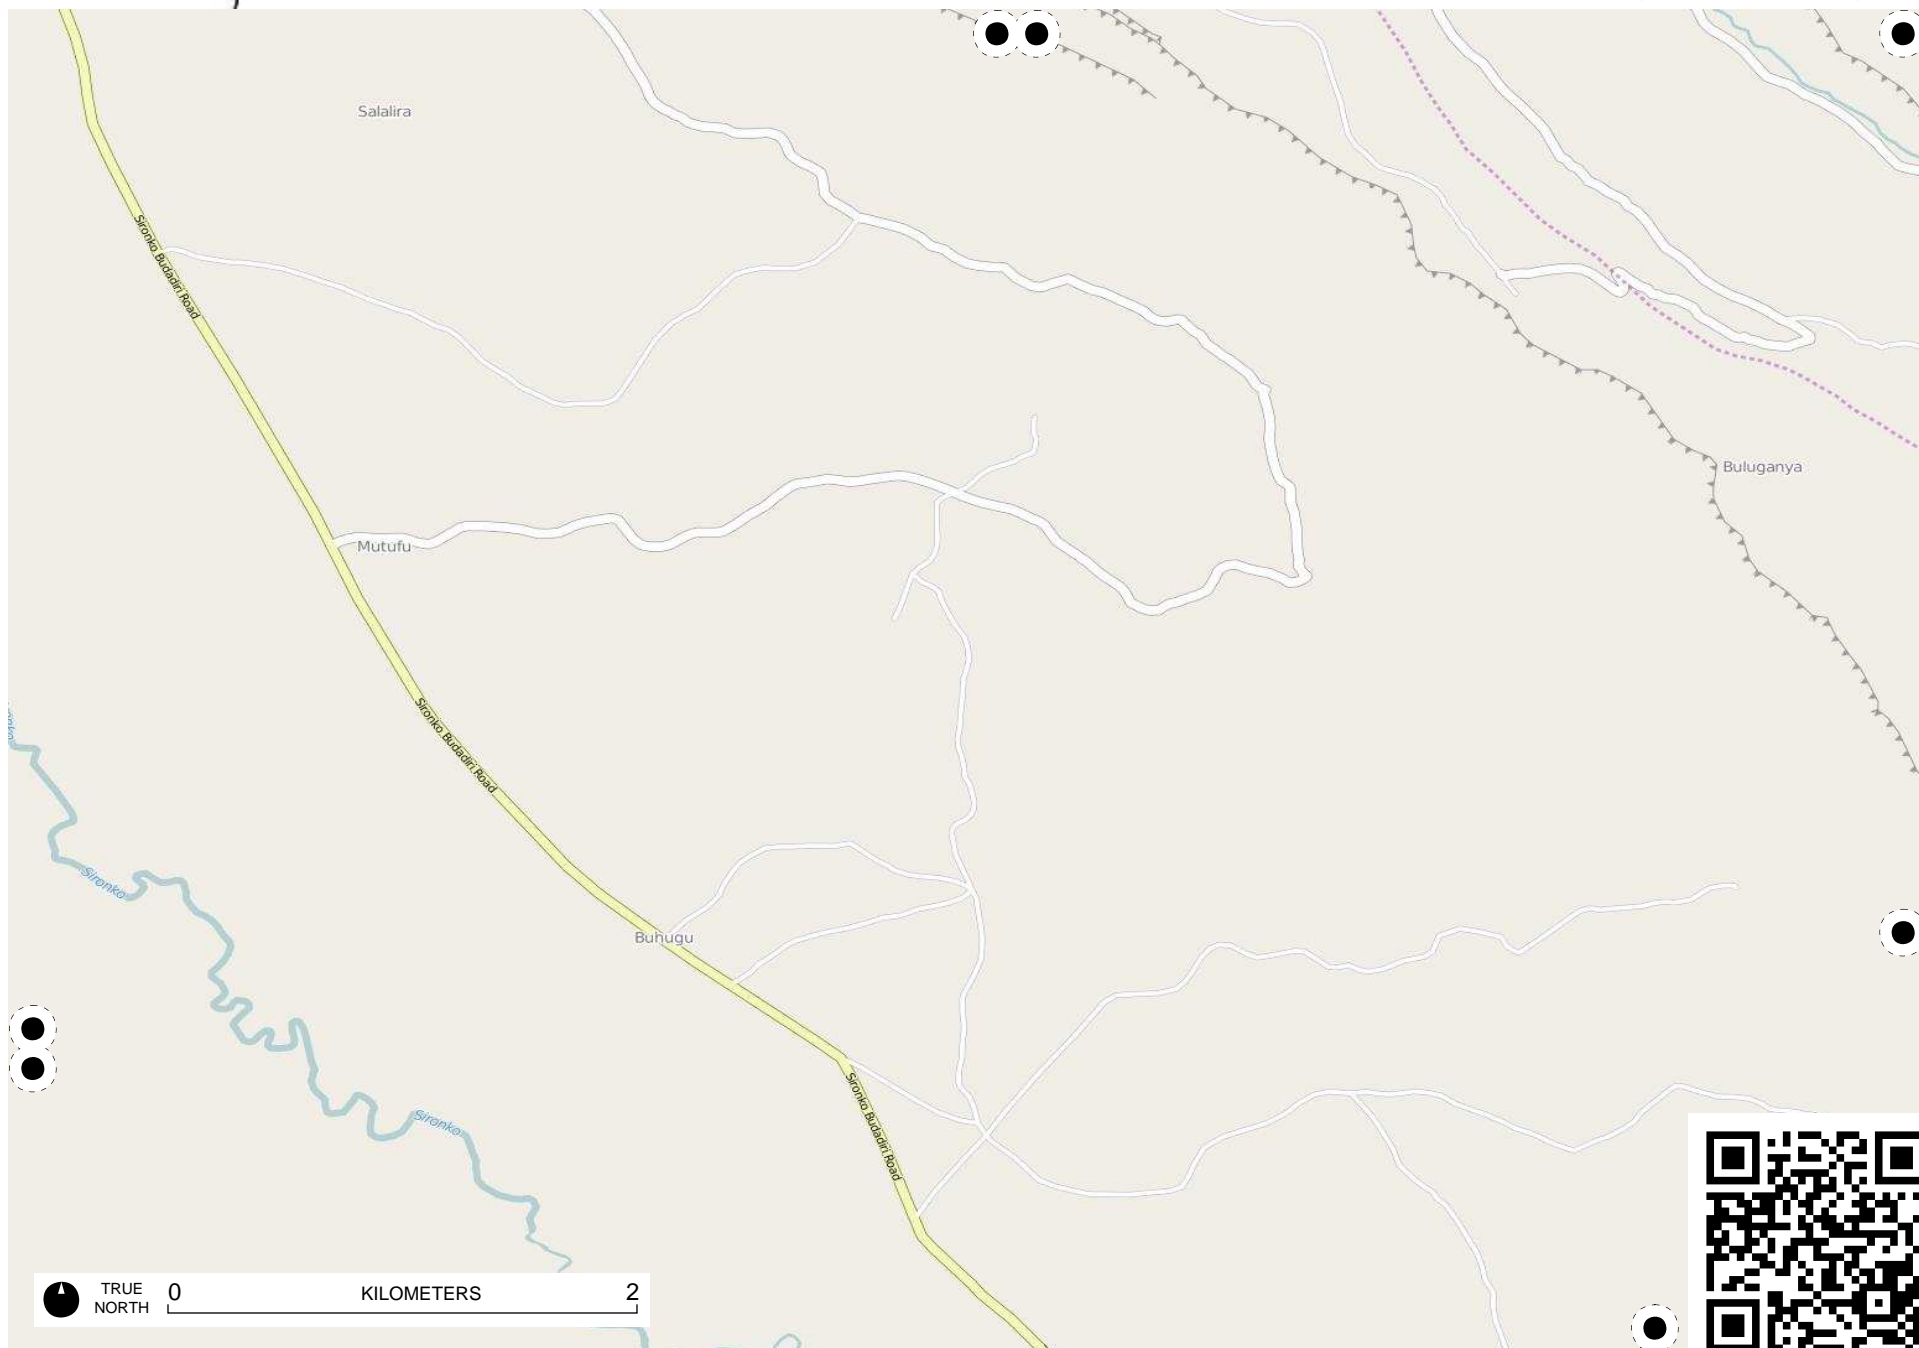 Salalira
Sironko Budadiri Road
Buluganya
Mutufu
Sironko Budadiri Road
Sironko
Buhugu
Sironko Budadiri Road
Sironko
TRUE NORTH
0 KILOMETERS 2